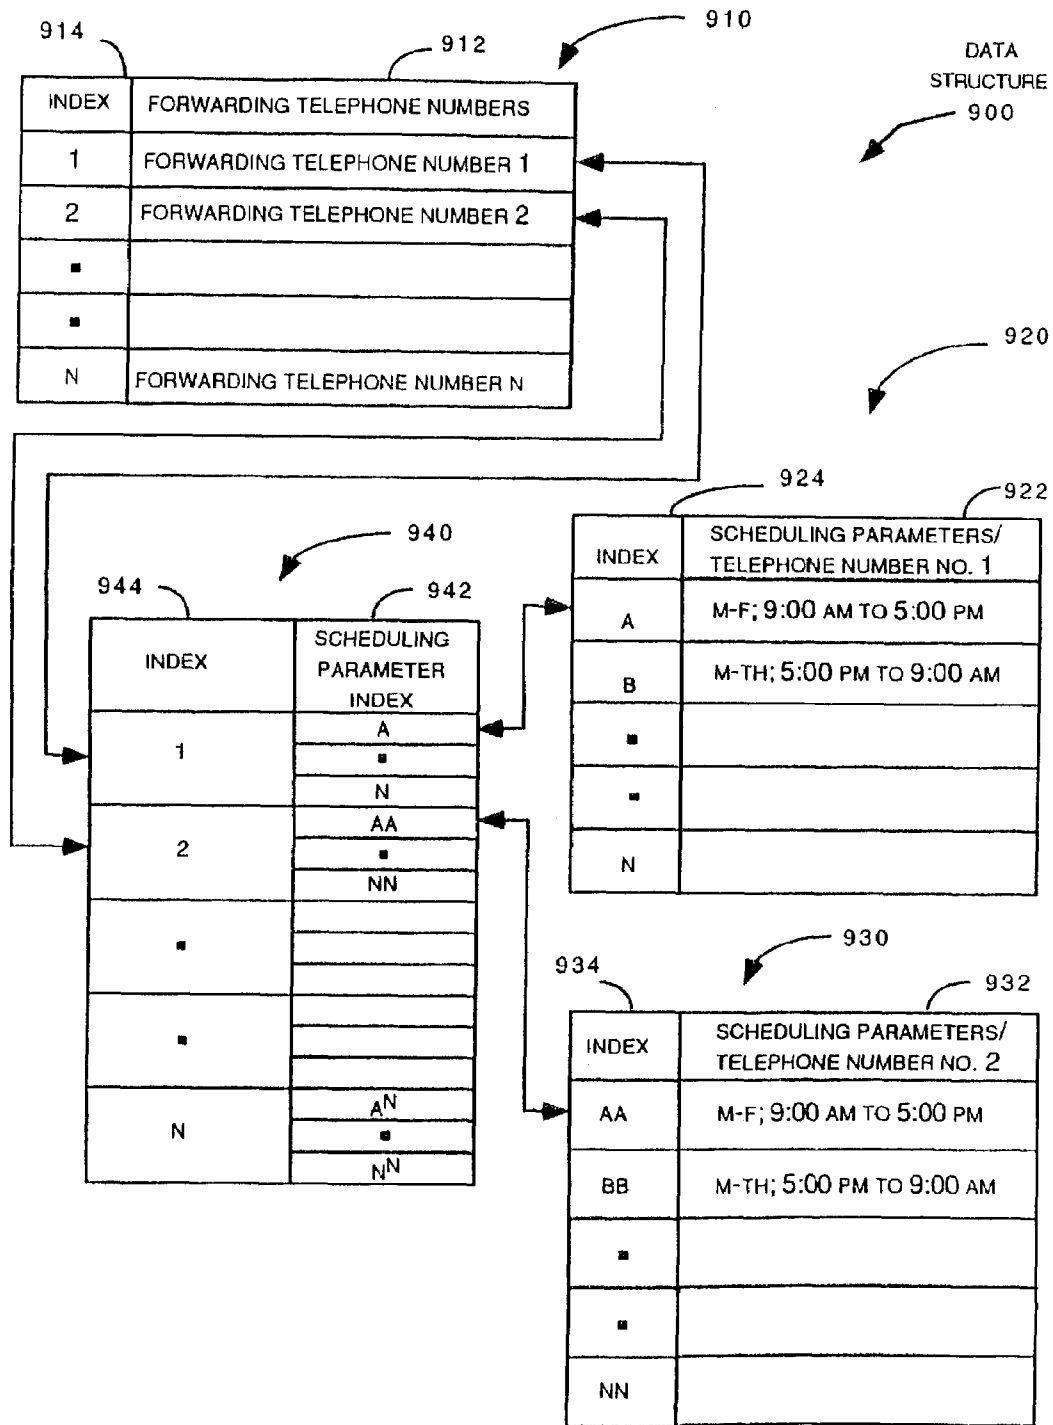 914
912
910
DATA
STRUCTURE
900
INDEX FORWARDING TELEPHONE NUMBERS
1 FORWARDING TELEPHONE NUMBER 1
2 FORWARDING TELEPHONE NUMBER 2
N FORWARDING TELEPHONE NUMBER N
920
924
922
INDEX
SCHEDULING PARAMETERS/
TELEPHONE NUMBER NO. 1
A M-F; 9:00 AM TO 5:00 PM
B M-TH; 5:00 PM TO 9:00 AM
N
940
944
942
INDEX
SCHEDULING
PARAMETER
INDEX
1
A
N
2
AA
NN
N
A^N
N^N
930
934
932
INDEX
SCHEDULING PARAMETERS/
TELEPHONE NUMBER NO. 2
AA M-F; 9:00 AM TO 5:00 PM
BB M-TH; 5:00 PM TO 9:00 AM
NN